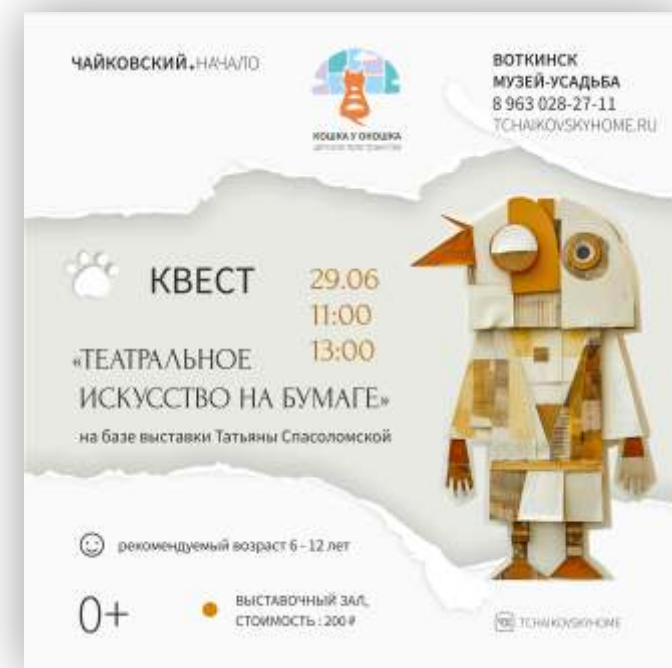 ЧАЙКОВСКИЙ.НАЧАЛО
КОШКА У ОКОШКА
детское пространство
ВОТКИНСК
МУЗЕЙ-УСАДЬБА
8 963 028-27-11
TCHAIKOVSKYHOME.RU
КВЕСТ
29.06
11:00
13:00
«ТЕАТРАЛЬНОЕ
ИСКУССТВО НА БУМАГЕ»
на базе выставки Татьяны Спасоломской
рекомендуемый возраст 6 - 12 лет
0+
ВЫСТАВОЧНЫЙ ЗАЛ,
СТОИМОСТЬ : 200 ₽
TCHAIKOVSKYHOME